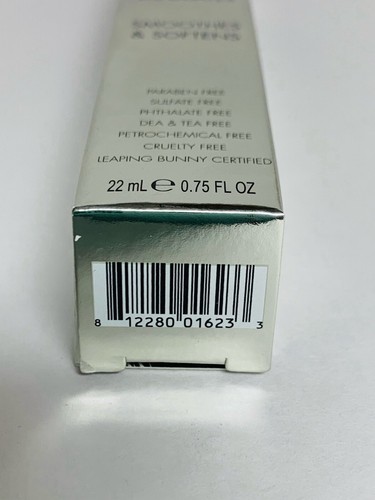 SMOOTHES
& SOFTENS
PARABEN FREE
SULFATE FREE
PHTHALATE FREE
DEA & TEA FREE
PETROCHEMICAL FREE
CRUELTY FREE
LEAPING BUNNY CERTIFIED
22 mL ℮ 0.75 FL OZ
8 12280 01623 3